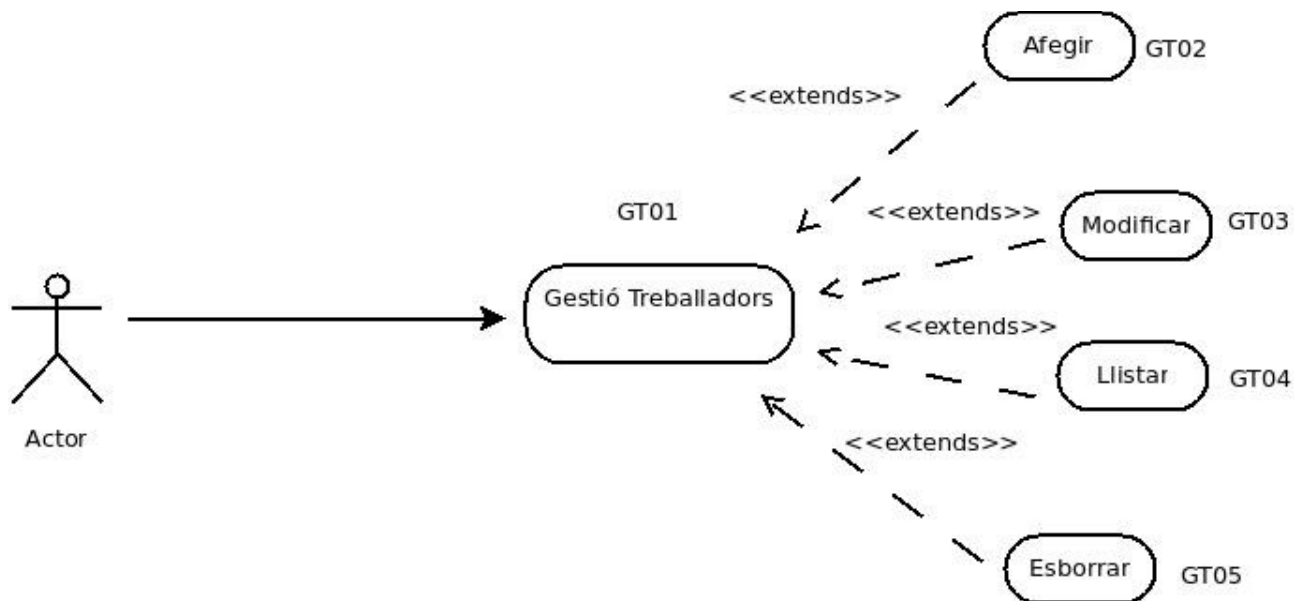 Afegir
GT02
<<extends>>
GT01
<<extends>>
Modificar
GT03
Gestió Treballadors
<<extends>>
Llistar
GT04
Actor
<<extends>>
Esborrar
GT05